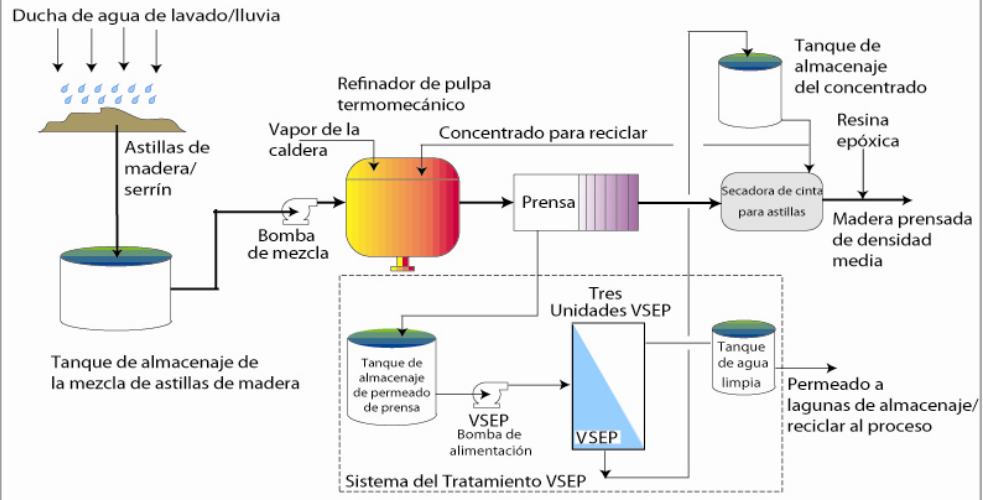 Ducha de agua de lavado/lluvia
Astillas de
madera/
serrín
Tanque de almacenaje de
la mezcla de astillas de madera
Bomba
de mezcla
Refinador de pulpa
termomecánico
Vapor de la
caldera
Concentrado para reciclar
Prensa
Tanque de
almacenaje
del concentrado
Resina
epóxica
Secadora de cinta
para astillas
Madera prensada
de densidad
media
Tanque de
almacenaje
de permeado
de prensa
VSEP
Bomba de
alimentación
Tres
Unidades VSEP
VSEP
Tanque
de agua
limpia
Permeado a
lagunas de almacenaje/
reciclar al proceso
Sistema del Tratamiento VSEP